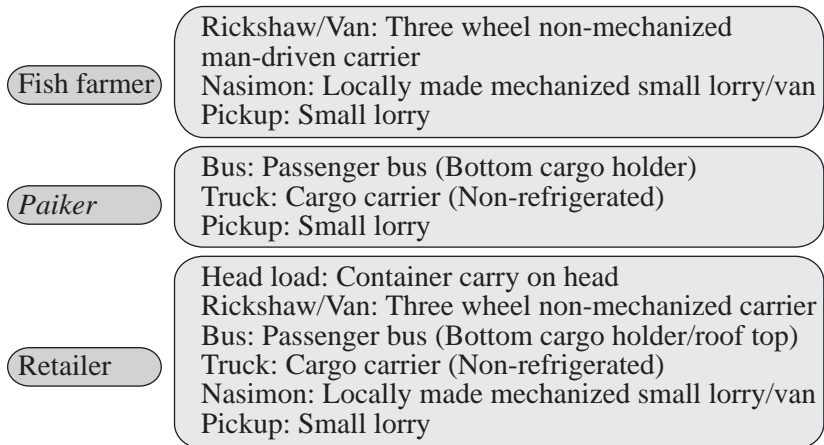 Fish farmer
Rickshaw/Van: Three wheel non-mechanized
man-driven carrier
Nasimon: Locally made mechanized small lorry/van
Pickup: Small lorry
Paiker
Bus: Passenger bus (Bottom cargo holder)
Truck: Cargo carrier (Non-refrigerated)
Pickup: Small lorry
Retailer
Head load: Container carry on head
Rickshaw/Van: Three wheel non-mechanized carrier
Bus: Passenger bus (Bottom cargo holder/roof top)
Truck: Cargo carrier (Non-refrigerated)
Nasimon: Locally made mechanized small lorry/van
Pickup: Small lorry